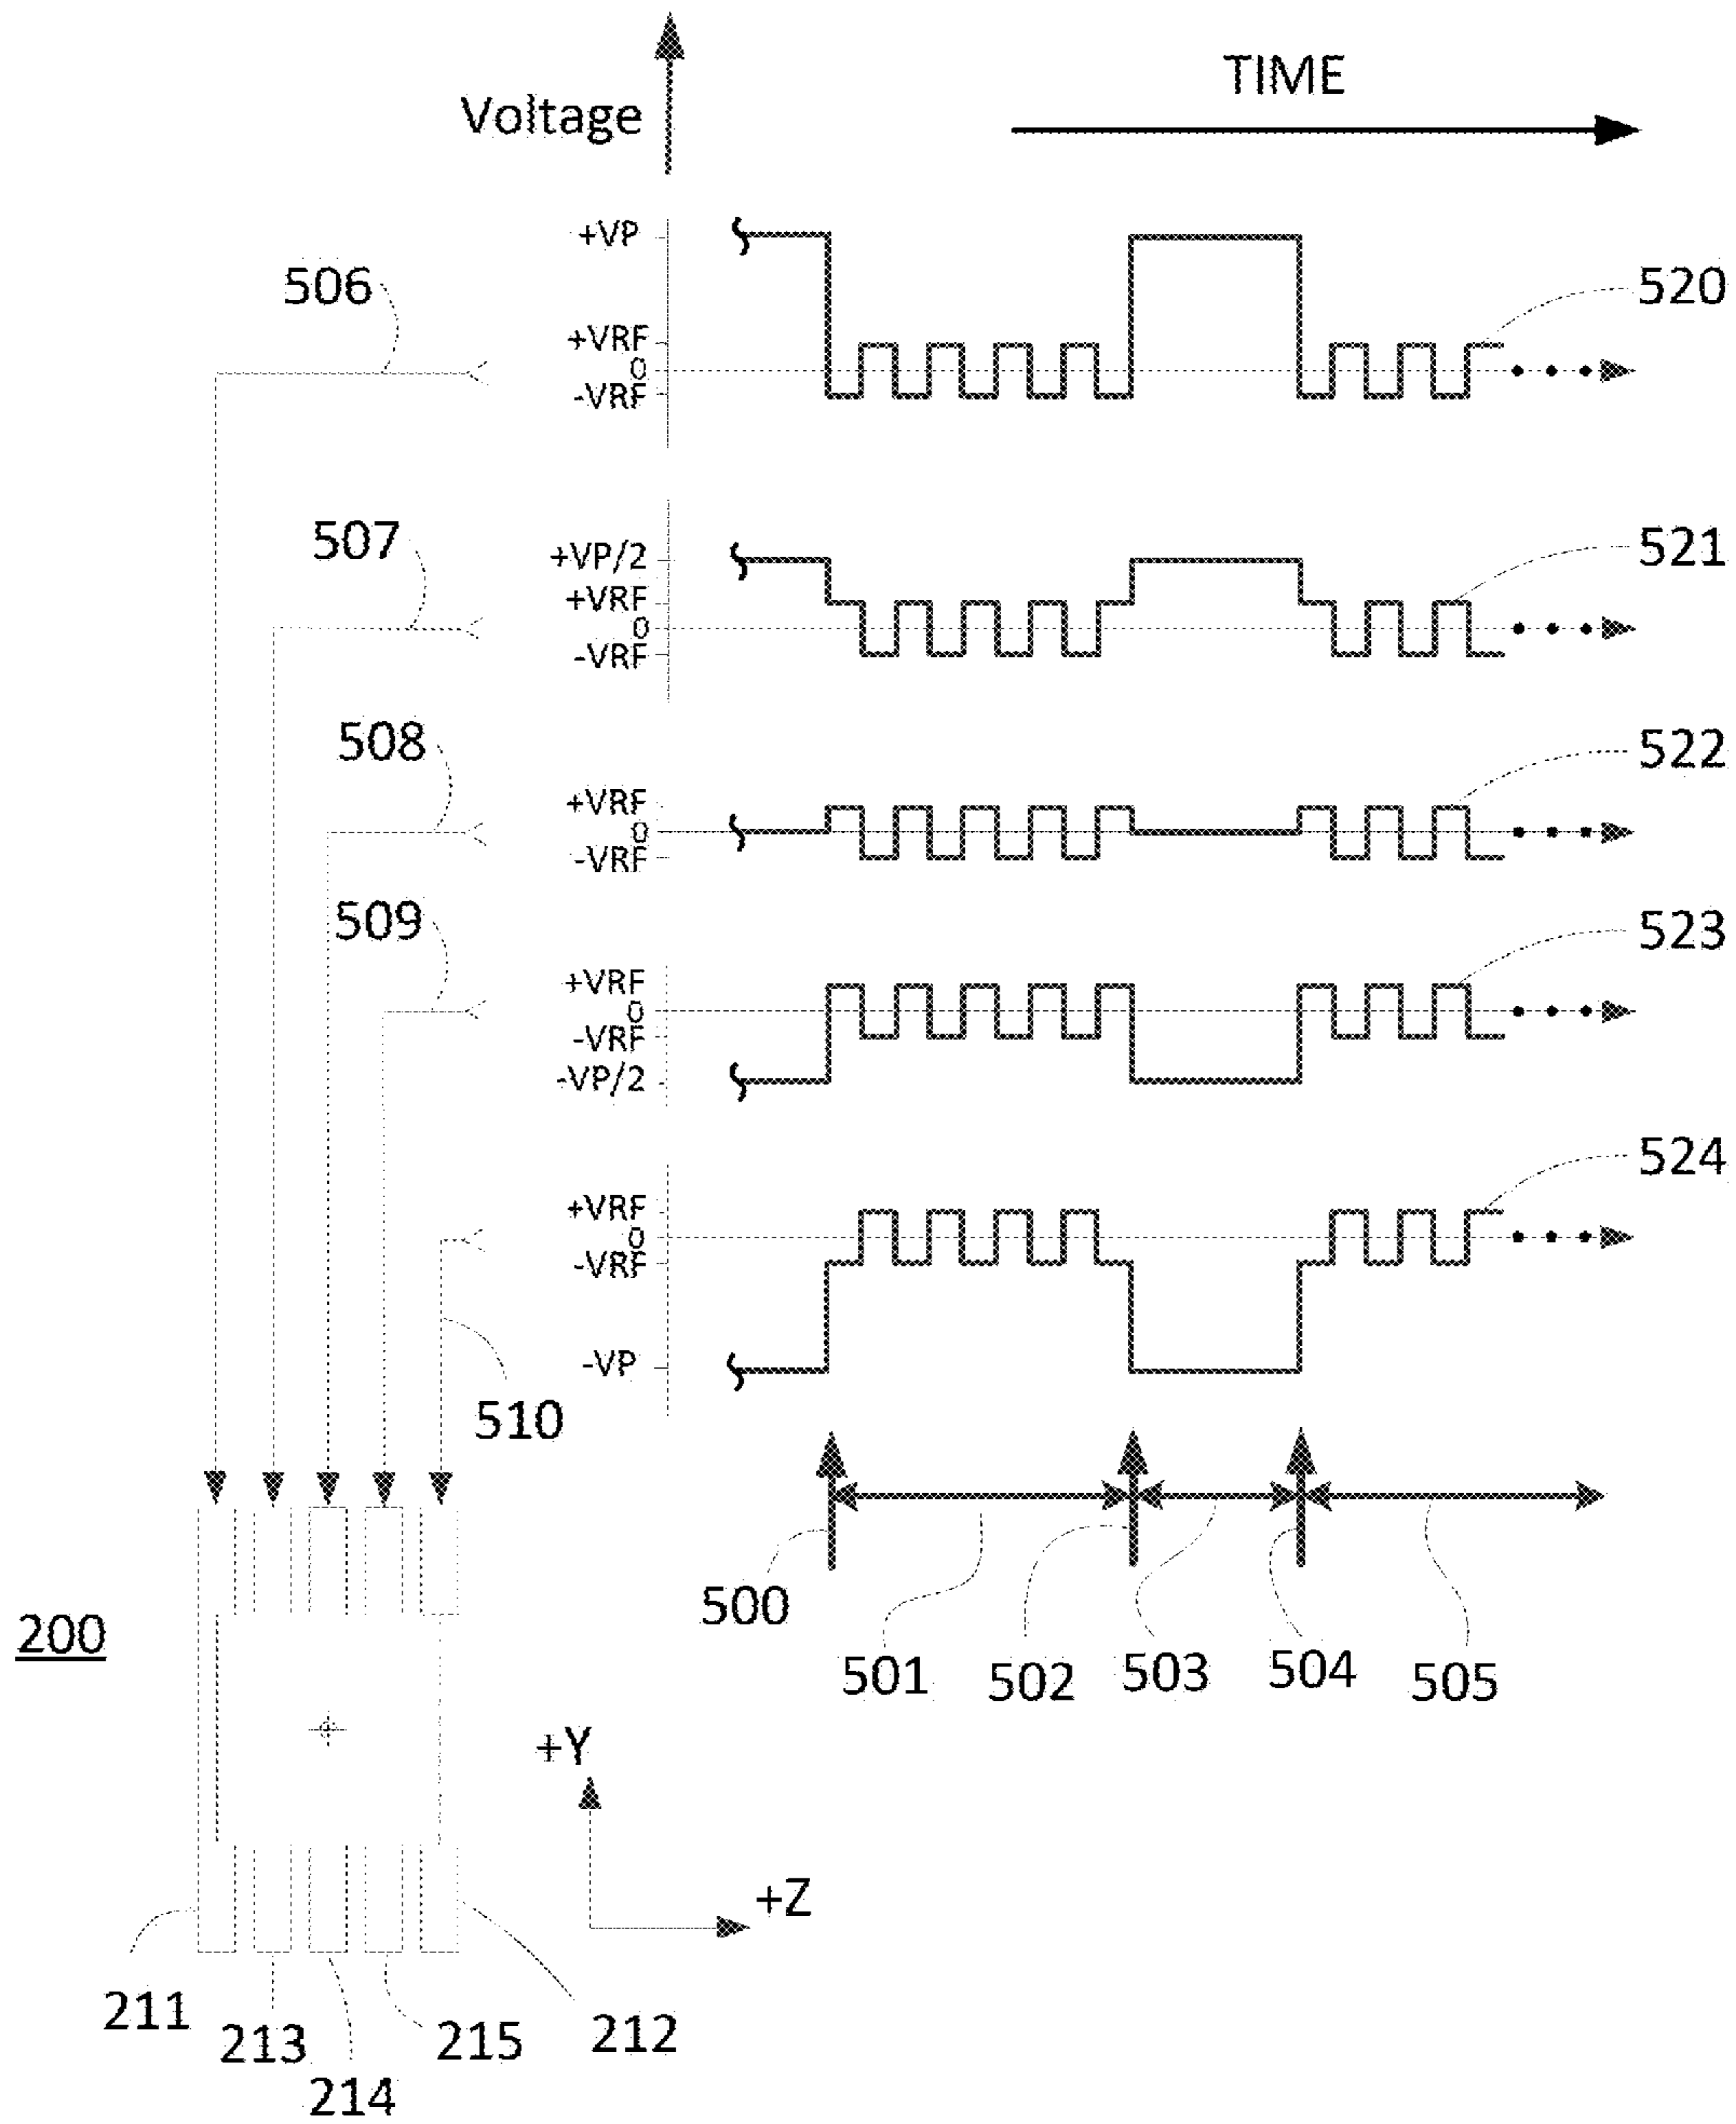 Voltage
TIME
+VP
506
520
+VRF
0
-VRF
507
521
+VP/2
+VRF
0
-VRF
508
522
+VRF
0
-VRF
509
523
+VRF
0
-VRF
-VP/2
524
+VRF
0
-VRF
-VP
510
500
501
502
503
504
505
200
+Y
+Z
211
213
214
215
212